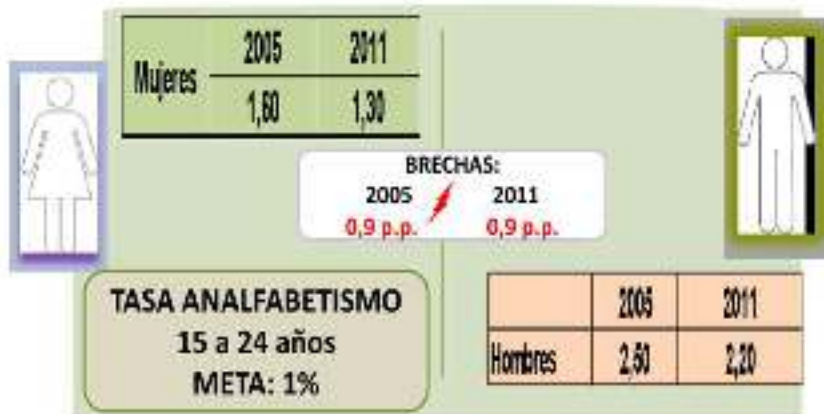 Mujeres 2005 2011
1,60 1,30
BRECHAS:
2005 2011
0,9 p.p. 0,9 p.p.
TASA ANALFABETISMO
15 a 24 años
META: 1%
2005 2011
Hombres 2,50 2,20